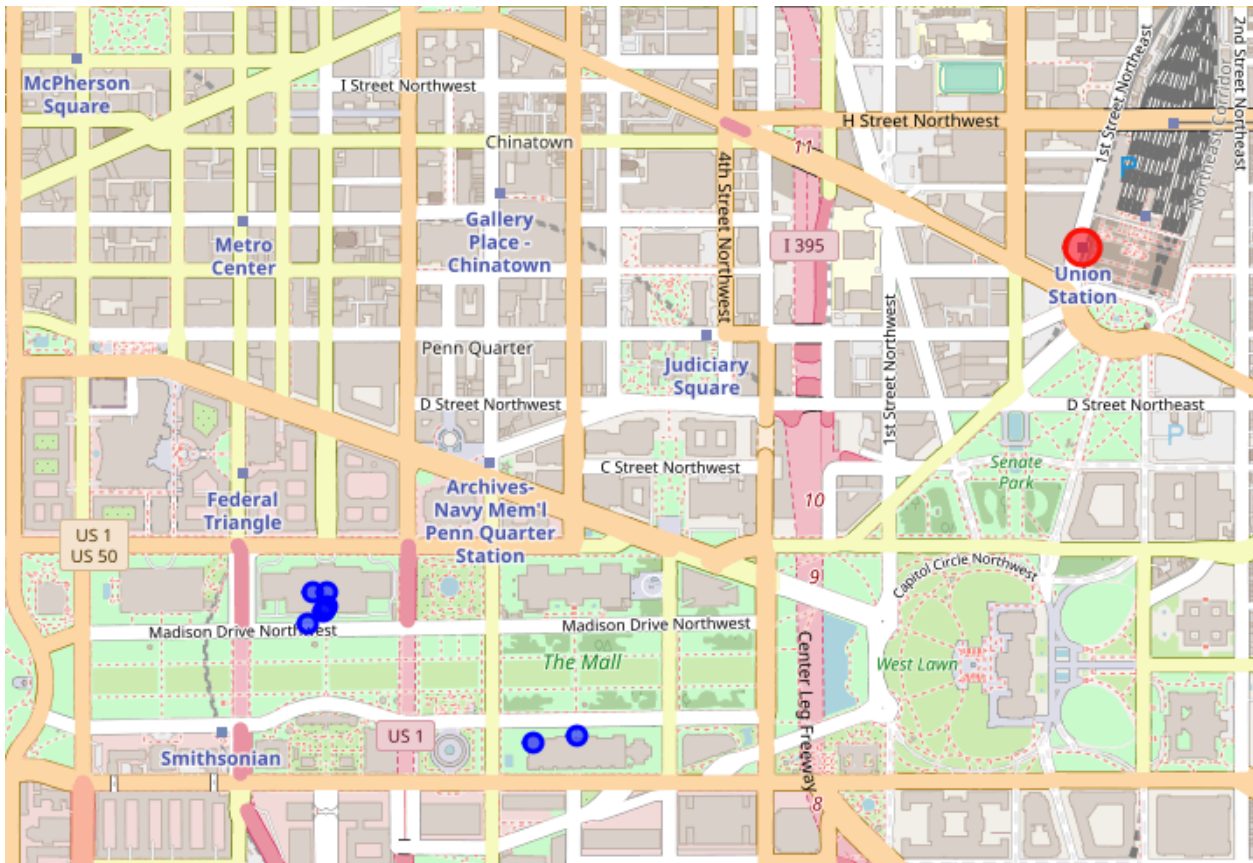 McPherson
Square
I Street Northwest
Chinatown
H Street Northwest
11
1st Street Northeast
Northeast Corridor
2nd Street Northeast
P
4th Street Northwest
Metro
Center
Gallery
Place -
Chinatown
I 395
Union
Station
Penn Quarter
Judiciary
Square
1st Street Northwest
D Street Northwest
D Street Northeast
P
C Street Northwest
Senate
Park
Federal
Triangle
Archives-
Navy Mem'l
Penn Quarter
Station
10
US 1
US 50
9
Capitol Circle Northwest
Madison Drive Northwest
Madison Drive Northwest
The Mall
Center Leg Freeway
West Lawn
US 1
Smithsonian
8